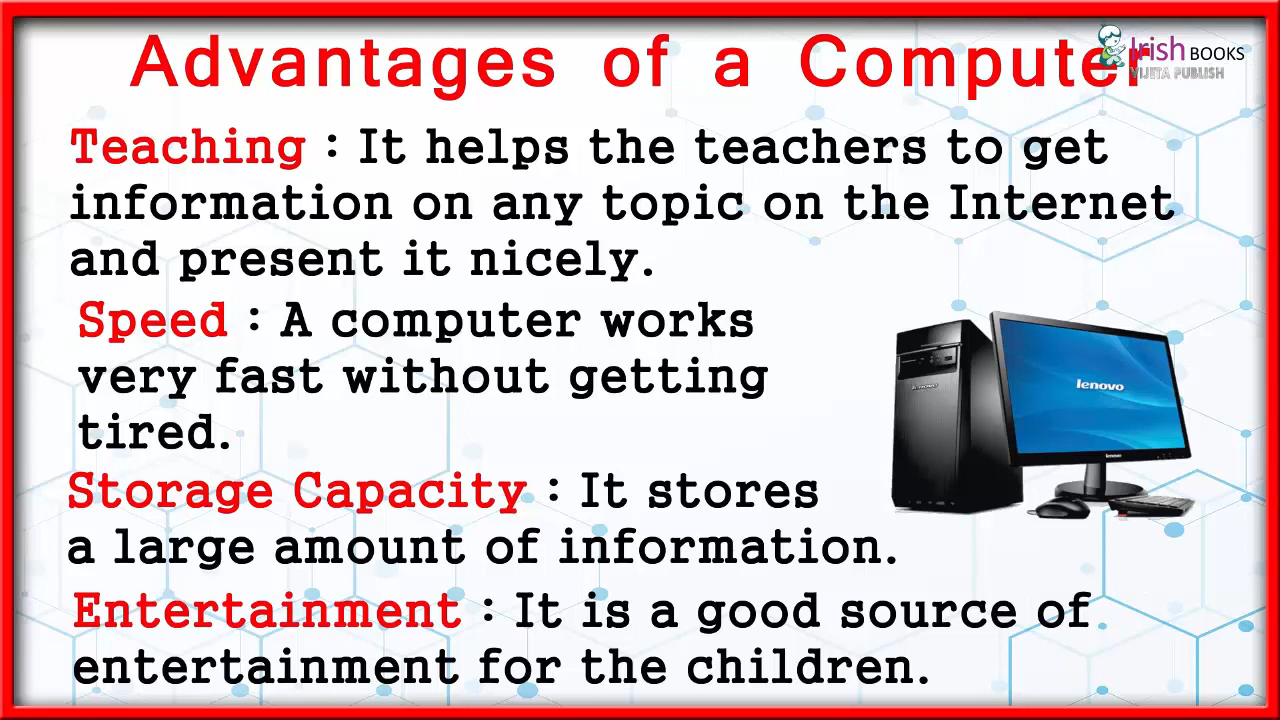 Advantages of a Computer
Irish BOOKS
VIJETA PUBLISH
Teaching : It helps the teachers to get
information on any topic on the Internet
and present it nicely.
Speed : A computer works
very fast without getting
tired.
lenovo
lenovo
Storage Capacity : It stores
a large amount of information.
Entertainment : It is a good source of
entertainment for the children.